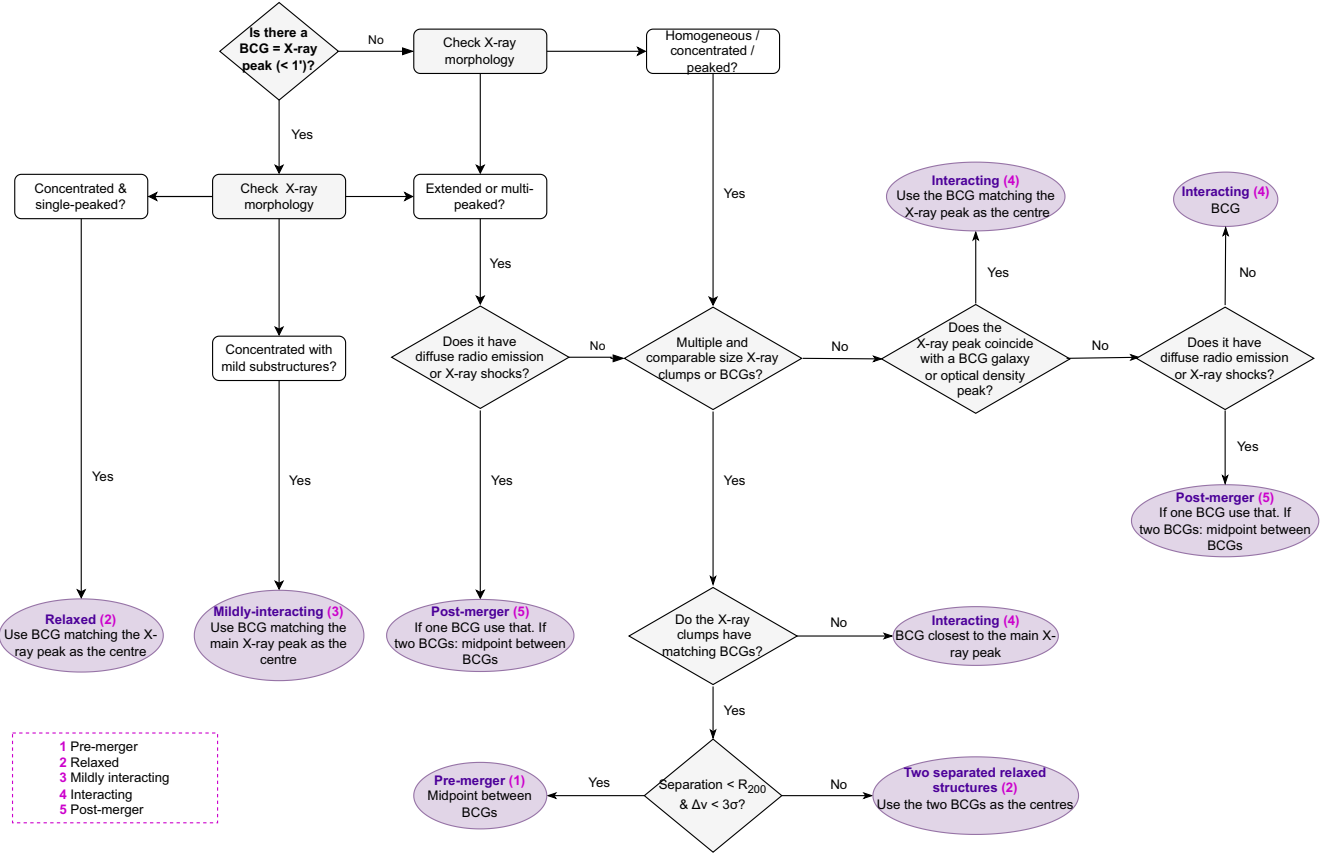 Is there a
BCG = X-ray
peak (< 1')?
No
Check X-ray
morphology
Homogeneous /
concentrated /
peaked?
Yes
Concentrated &
single-peaked?
Check X-ray
morphology
Extended or multi-
peaked?
Yes
Interacting (4)
Use the BCG matching the
X-ray peak as the centre
Interacting (4)
BCG
Yes
Yes
No
Concentrated with
mild substructures?
Does it have
diffuse radio emission
or X-ray shocks?
No
Multiple and
comparable size X-ray
clumps or BCGs?
No
Does the
X-ray peak coincide
with a BCG galaxy
or optical density
peak?
No
Does it have
diffuse radio emission
or X-ray shocks?
Yes
Yes
Yes
Yes
Yes
Post-merger (5)
If one BCG use that. If
two BCGs: midpoint between
BCGs
Relaxed (2)
Use BCG matching the X-
ray peak as the centre
Mildly-interacting (3)
Use BCG matching the
main X-ray peak as the
centre
Post-merger (5)
If one BCG use that. If
two BCGs: midpoint between
BCGs
Do the X-ray
clumps have
matching BCGs?
No
Interacting (4)
BCG closest to the main X-
ray peak
Yes
1 Pre-merger
2 Relaxed
3 Mildly interacting
4 Interacting
5 Post-merger
Pre-merger (1)
Midpoint between
BCGs
Yes
Separation < R200
& Δv < 3σ?
No
Two separated relaxed
structures (2)
Use the two BCGs as the centres